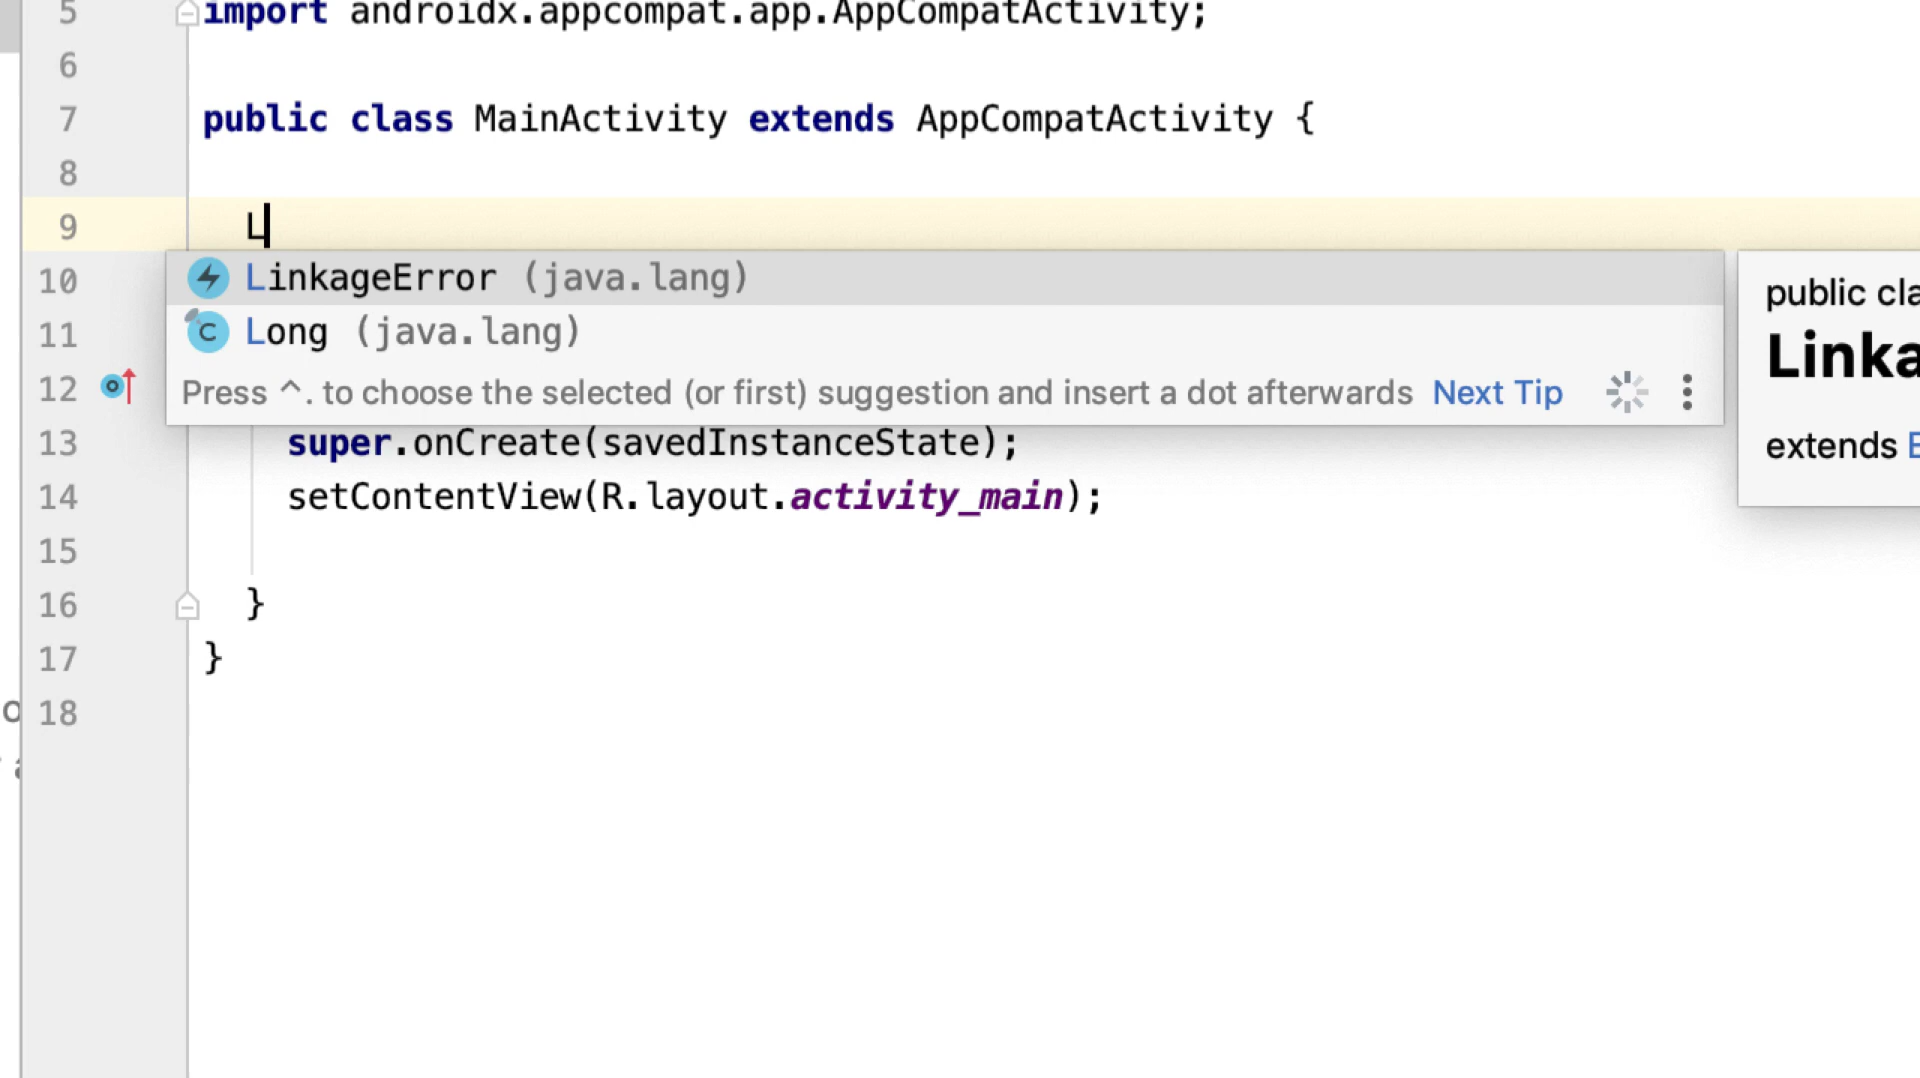 5 import androidx.appcompat.app.AppCompatActivity;
6
7 public class MainActivity extends AppCompatActivity {
8
9 L
10 LinkageError (java.lang)
11 Long (java.lang)
12 Press ^. to choose the selected (or first) suggestion and insert a dot afterwards Next Tip
public cla
Linka
extends E
13 super.onCreate(savedInstanceState);
14 setContentView(R.layout.activity_main);
15
16 }
17 }
18